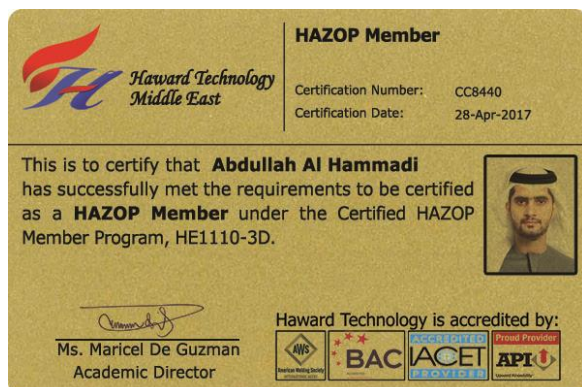 HAZOP Member
Haward Technology
Middle East
Certification Number: CC8440
Certification Date: 28-Apr-2017
This is to certify that Abdullah Al Hammadi
has successfully met the requirements to be certified
as a HAZOP Member under the Certified HAZOP
Member Program, HE1110-3D.
Ms. Maricel De Guzman
Academic Director
Haward Technology is accredited by:
AWS
American Welding Society
BAC
ACCREDITED
IACET
PROVIDER
Proud Provider
API U